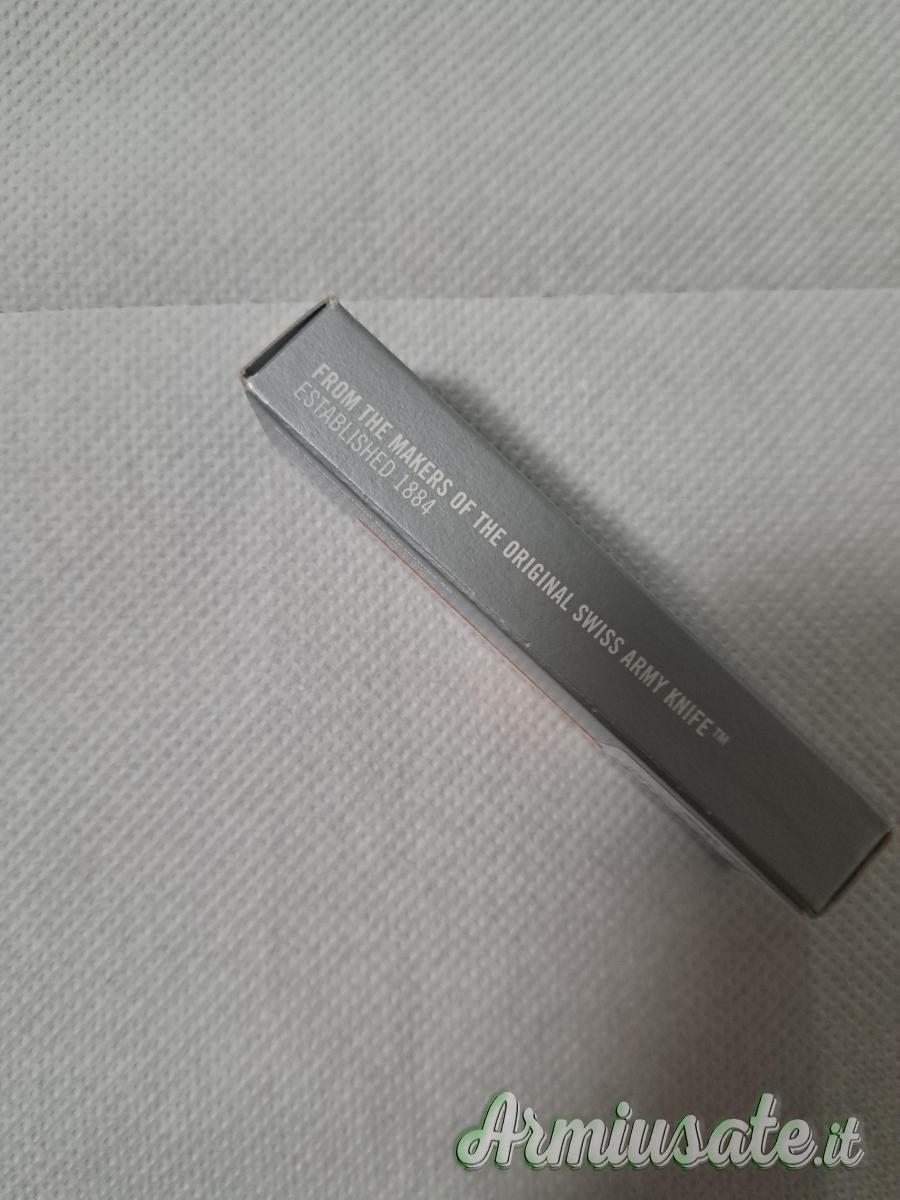 FROM THE MAKERS OF THE ORIGINAL SWISS ARMY KNIFE™
ESTABLISHED 1884
Armiusate.it